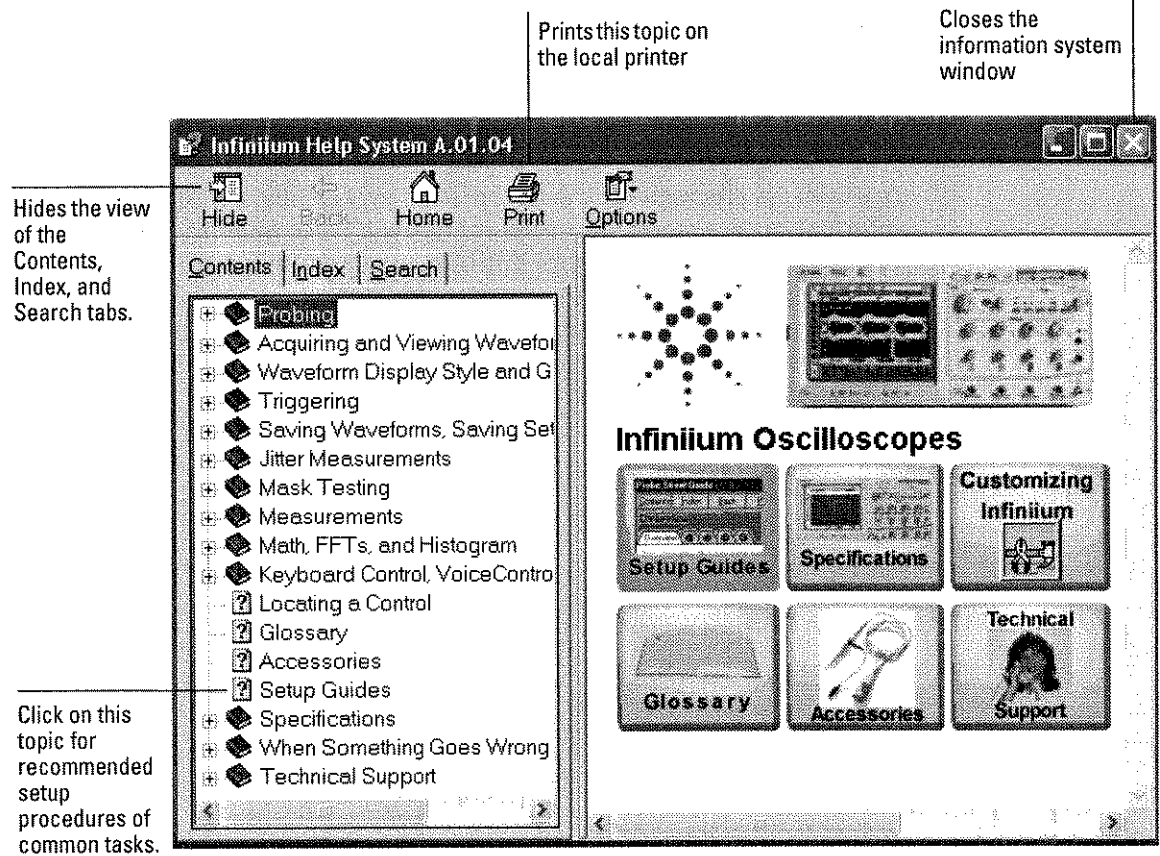 Prints this topic on
the local printer
Closes the
information system
window
Infiniium Help System A.01.04
Hide
Back
Home
Print
Options
Hides the view
of the
Contents,
Index, and
Search tabs.
Contents
Index
Search
Probing
Acquiring and Viewing Wavefor
Waveform Display Style and G
Triggering
Saving Waveforms, Saving Set
Jitter Measurements
Mask Testing
Measurements
Math, FFTs, and Histogram
Keyboard Control, VoiceContro
Locating a Control
Glossary
Accessories
Setup Guides
Specifications
When Something Goes Wrong
Technical Support
Click on this
topic for
recommended
setup
procedures of
common tasks.
Infiniium Oscilloscopes
Setup Guides
Specifications
Customizing
Infiniium
Glossary
Accessories
Technical
Support